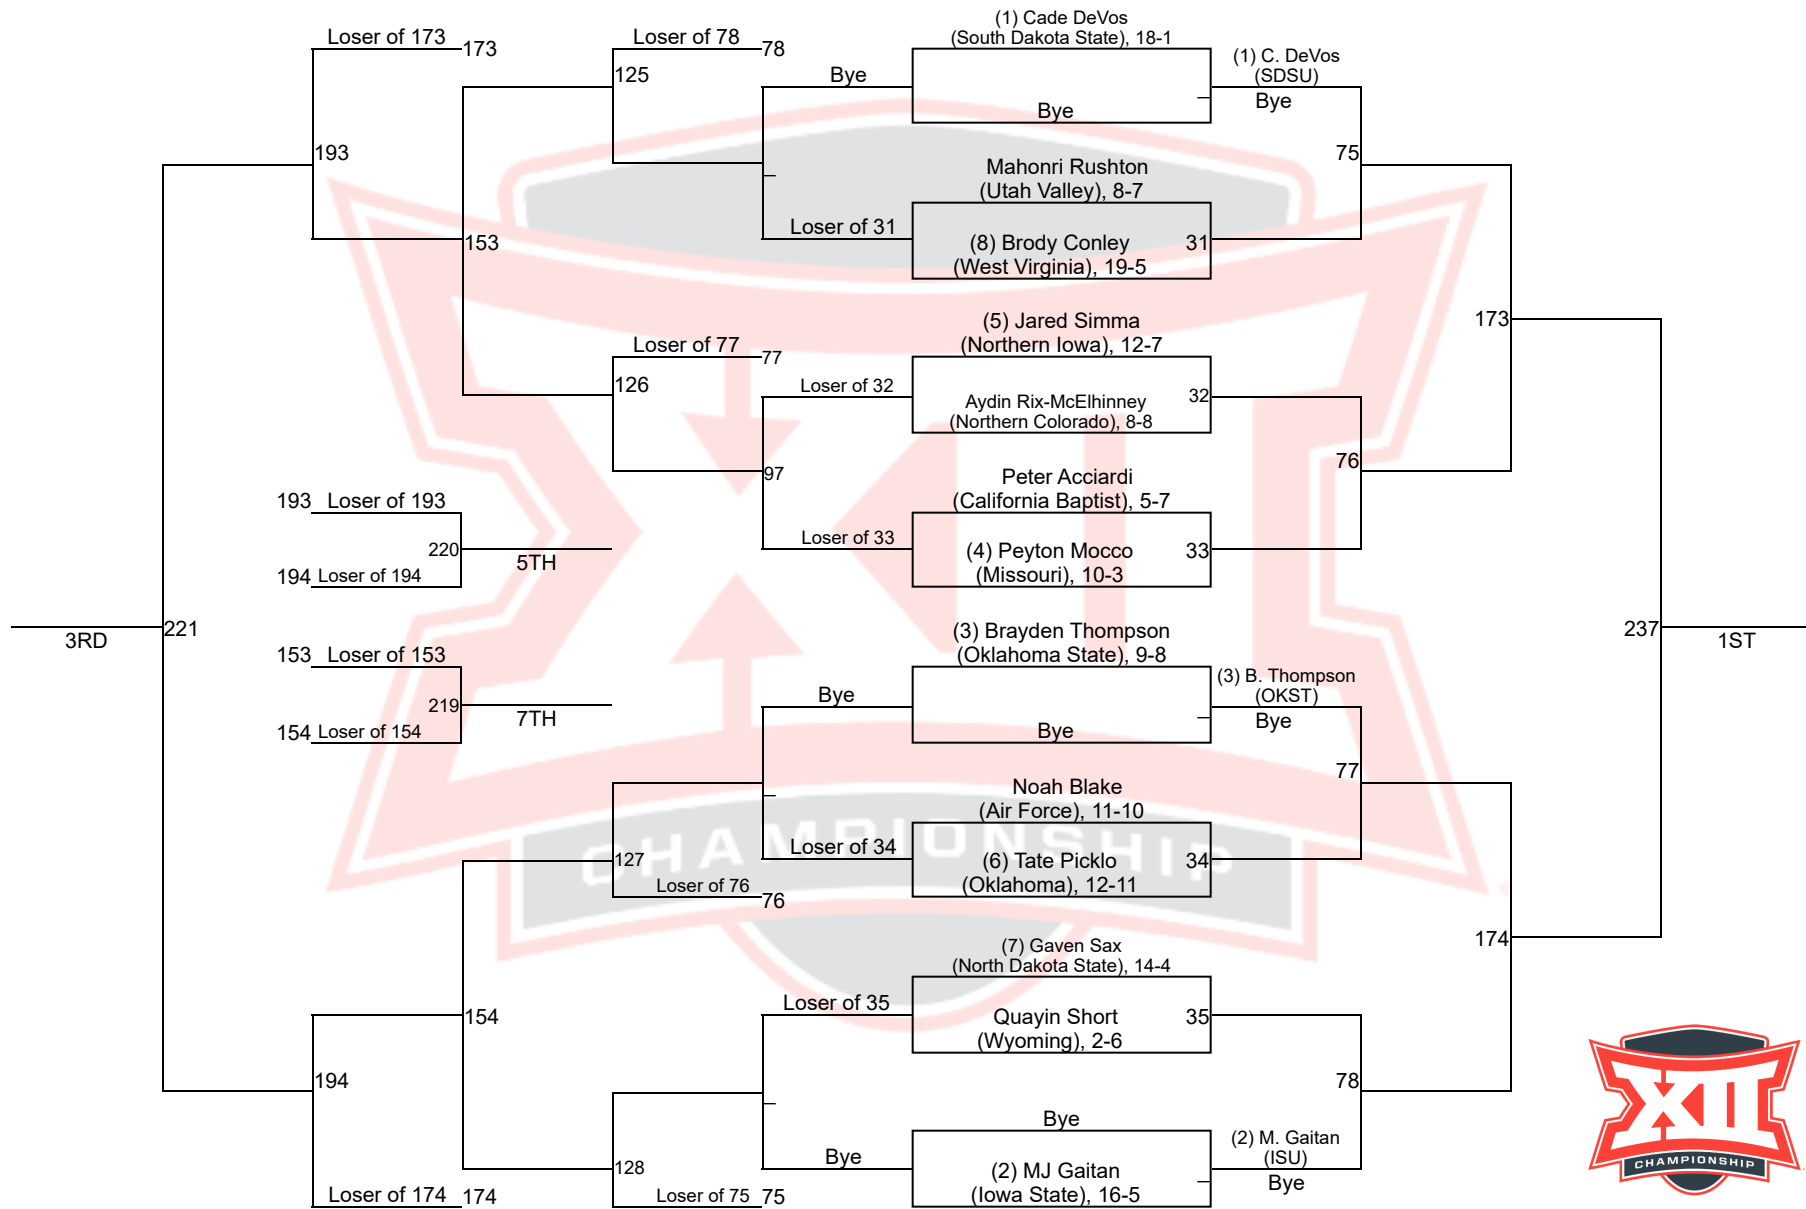 (1) Cade DeVos
(South Dakota State), 18-1
Loser of 173
173
Loser of 78
78
(1) C. DeVos
(SDSU)
125
Bye
Bye
Bye
193
75
Mahonri Rushton
(Utah Valley), 8-7
Loser of 31
153
(8) Brody Conley
31
(West Virginia), 19-5
(5) Jared Simma
173
(Northern Iowa), 12-7
Loser of 77
77
126
Loser of 32
32
Aydin Rix-McElhinney
(Northern Colorado), 8-8
76
97
Peter Acciardi
(California Baptist), 5-7
193
Loser of 193
Loser of 33
220
5TH
(4) Peyton Mocco
33
(Missouri), 10-3
194
Loser of 194
3RD
221
(3) Brayden Thompson
(Oklahoma State), 9-8
237
1ST
153
Loser of 153
(3) B. Thompson
(OKST)
Bye
219
7TH
Bye
Bye
154
Loser of 154
77
Noah Blake
(Air Force), 11-10
Loser of 34
127
(6) Tate Picklo
34
(Oklahoma), 12-11
Loser of 76
76
CHAMPIONSHIP
174
(7) Gaven Sax
(North Dakota State), 14-4
Loser of 35
154
Quayin Short
35
(Wyoming), 2-6
194
78
Bye
(2) M. Gaitan
(ISU)
Bye
Bye
128
(2) MJ Gaitan
(Iowa State), 16-5
Loser of 174
174
Loser of 75
75
XII
CHAMPIONSHIP